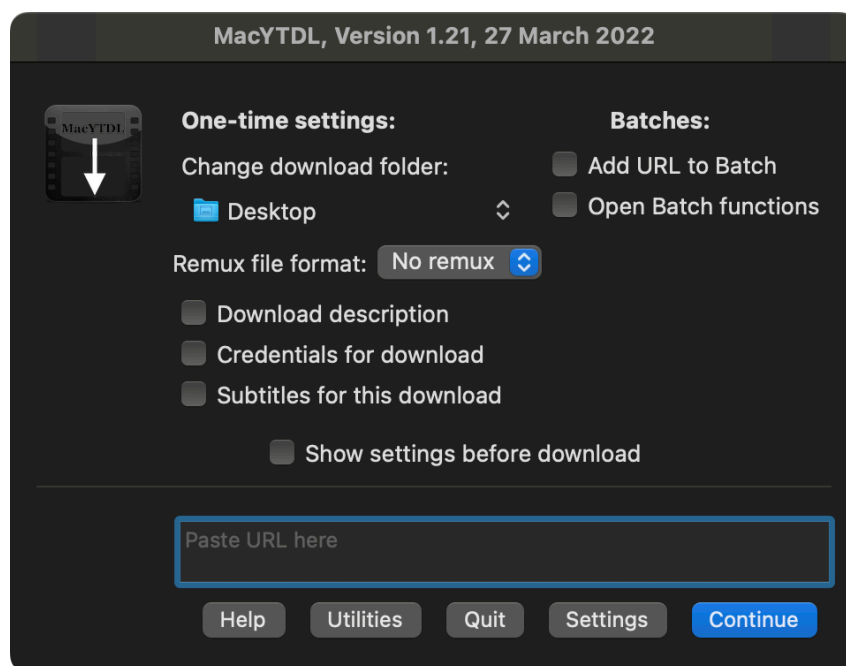 MacYTDL, Version 1.21, 27 March 2022
MacYTDL
One-time settings:
Batches:
Change download folder:
Add URL to Batch
Desktop
Open Batch functions
Remux file format: No remux
Download description
Credentials for download
Subtitles for this download
Show settings before download
Paste URL here
Help Utilities Quit Settings Continue